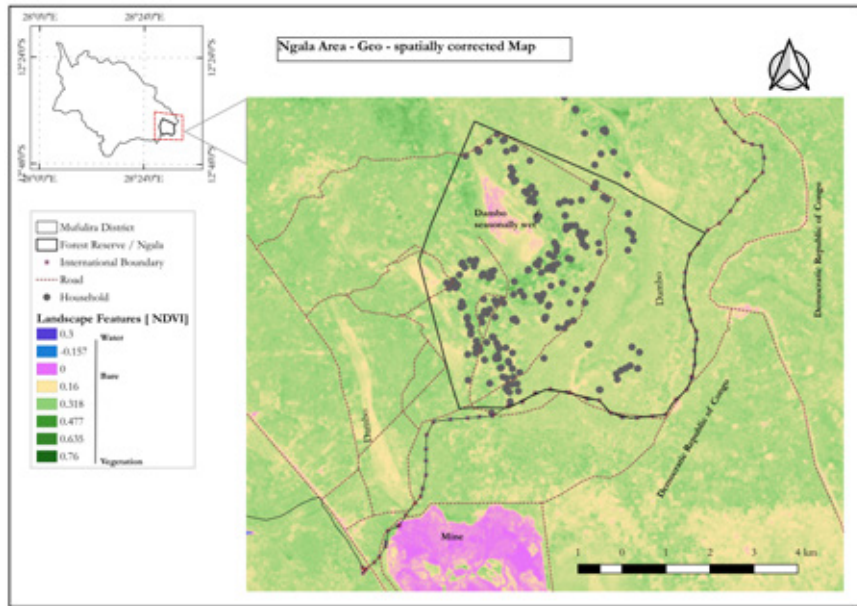 28°0'0"E
28°24'0"E
Ngala Area - Geo - spatially corrected Map
12°24'0"S
12°24'0"S
12°48'0"S
12°48'0"S
28°0'0"E
28°24'0"E
Dambo
seasonally wet
Mufulira District
Forest Reserve / Ngala
International Boundary
Road
Household
Landscape Features [ NDVI]
0.3
Water
-0.157
0
Bare
0.16
0.318
0.477
0.635
0.76
Vegetation
Dambo
Dambo
Democratic Republic of Congo
Democratic Republic of Congo
Mine
1 0 1 2 3 4 km